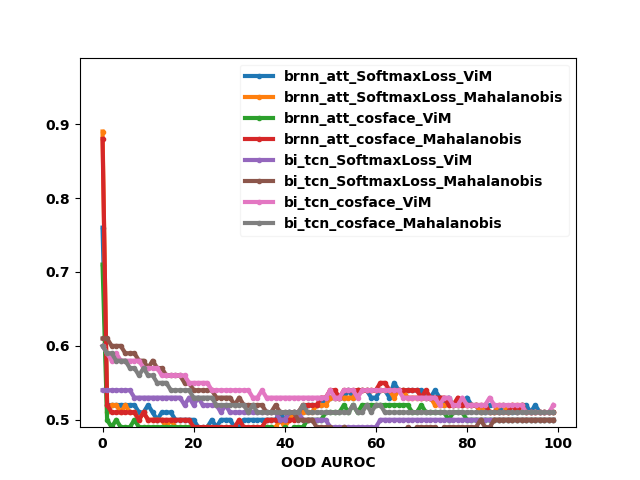 brnn_att_SoftmaxLoss_ViM
brnn_att_SoftmaxLoss_Mahalanobis
brnn_att_cosface_ViM
brnn_att_cosface_Mahalanobis
bi_tcn_SoftmaxLoss_ViM
bi_tcn_SoftmaxLoss_Mahalanobis
bi_tcn_cosface_ViM
bi_tcn_cosface_Mahalanobis
0.9
0.8
0.7
0.6
0.5
0 20 40 60 80 100
OOD AUROC